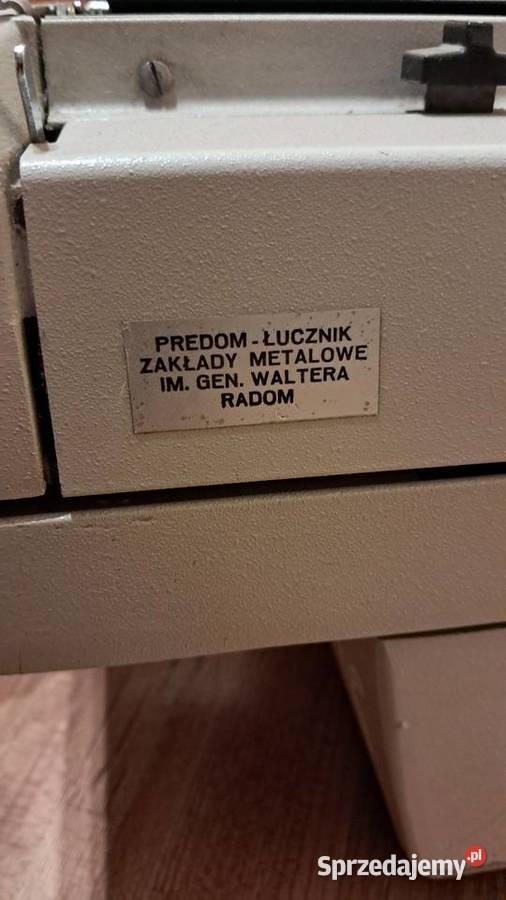 PREDOM-ŁUCZNIK
ZAKŁADY METALOWE
IM. GEN. WALTERA
RADOM
Sprzedajemy.pl